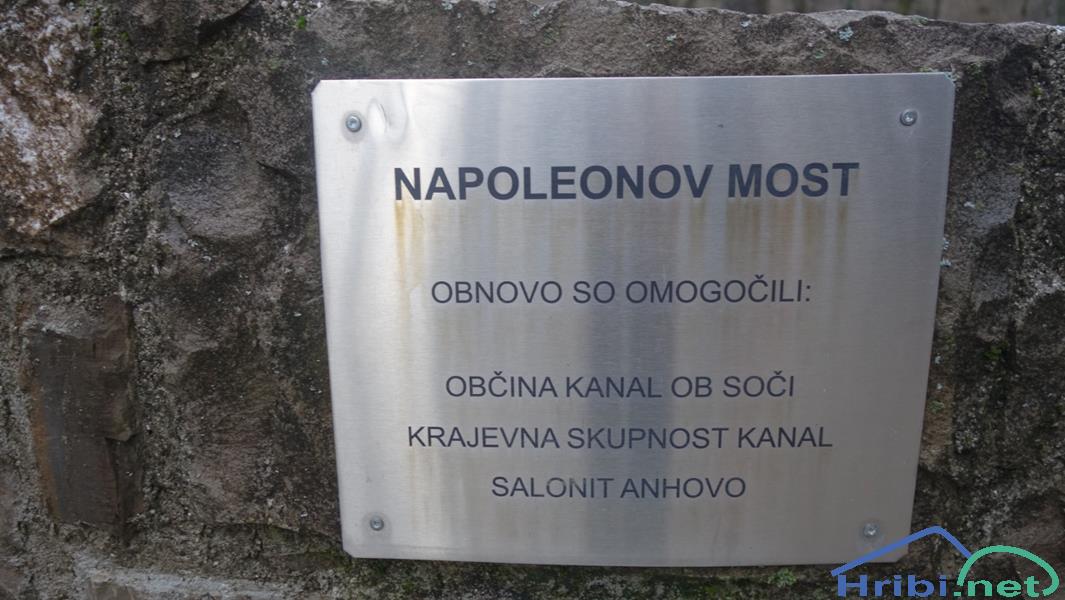 NAPOLEONOV MOST
OBNOVO SO OMOGOČILI:
OBČINA KANAL OB SOČI
KRAJEVNA SKUPNOST KANAL
SALONIT ANHOVO
Hribi.net